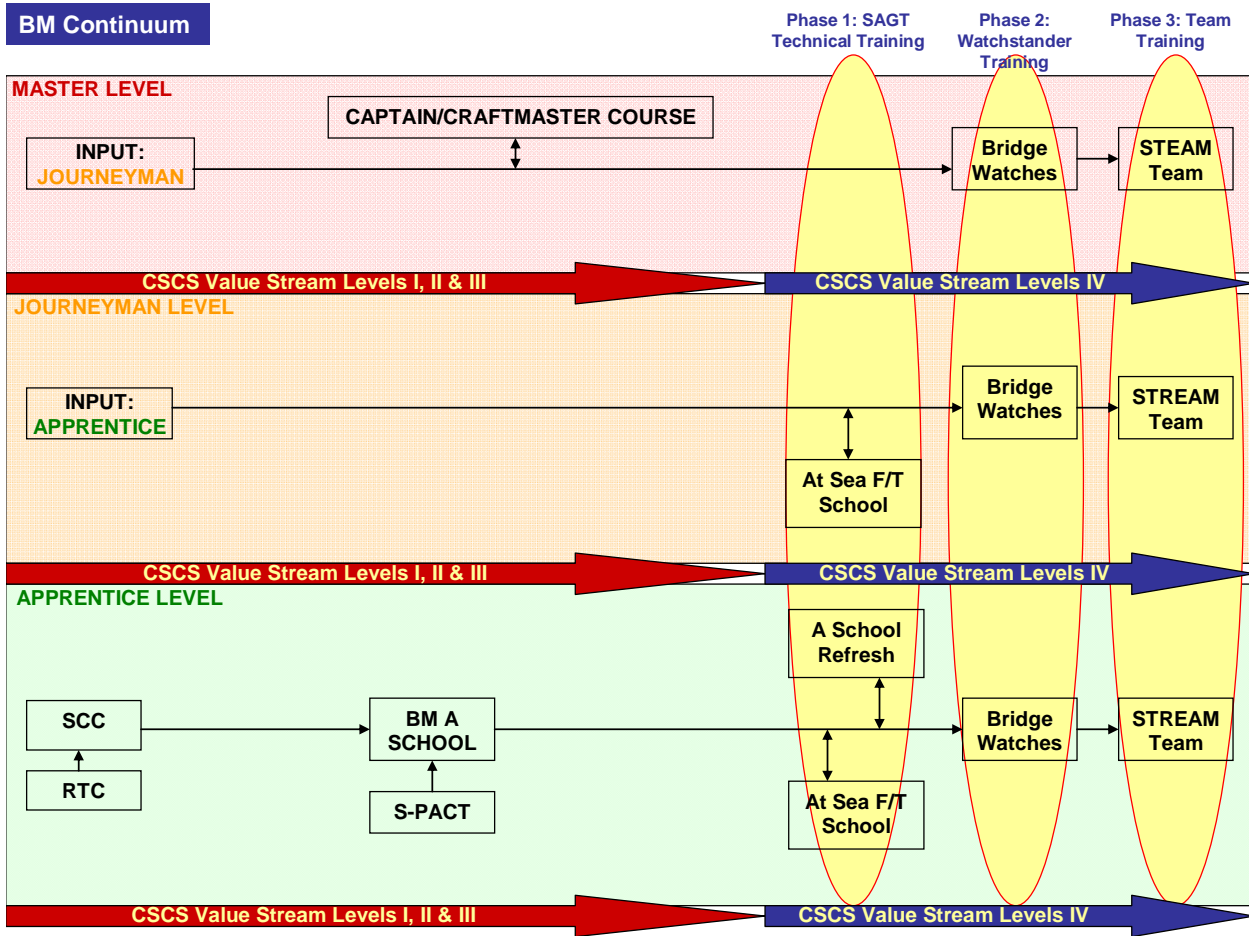 BM Continuum
Phase 1: SAGT
Technical Training
Phase 2:
Watchstander
Training
Phase 3: Team
Training
MASTER LEVEL
CAPTAIN/CRAFTMASTER COURSE
INPUT:
JOURNEYMAN
Bridge
Watches
STEAM
Team
CSCS Value Stream Levels I, II & III
CSCS Value Stream Levels IV
JOURNEYMAN LEVEL
INPUT:
APPRENTICE
Bridge
Watches
STREAM
Team
At Sea F/T
School
CSCS Value Stream Levels I, II & III
CSCS Value Stream Levels IV
APPRENTICE LEVEL
A School
Refresh
SCC
BM A
SCHOOL
Bridge
Watches
STREAM
Team
RTC
S-PACT
At Sea F/T
School
CSCS Value Stream Levels I, II & III
CSCS Value Stream Levels IV